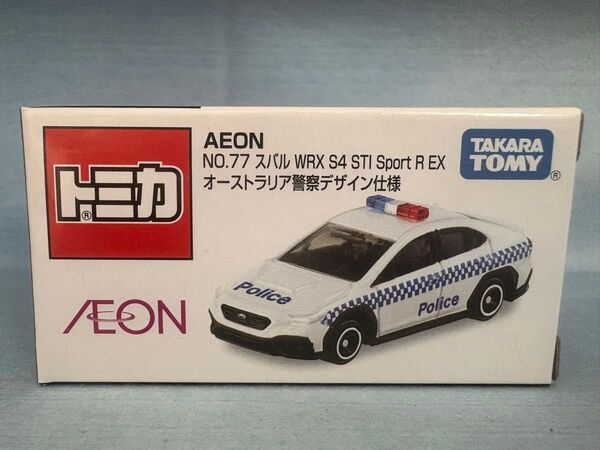 AEON
NO.77 スバル WRX S4 STI Sport R EX
オーストラリア警察デザイン仕様
TAKARA
TOMY
®
トミカ
®
AEON
Police
Police